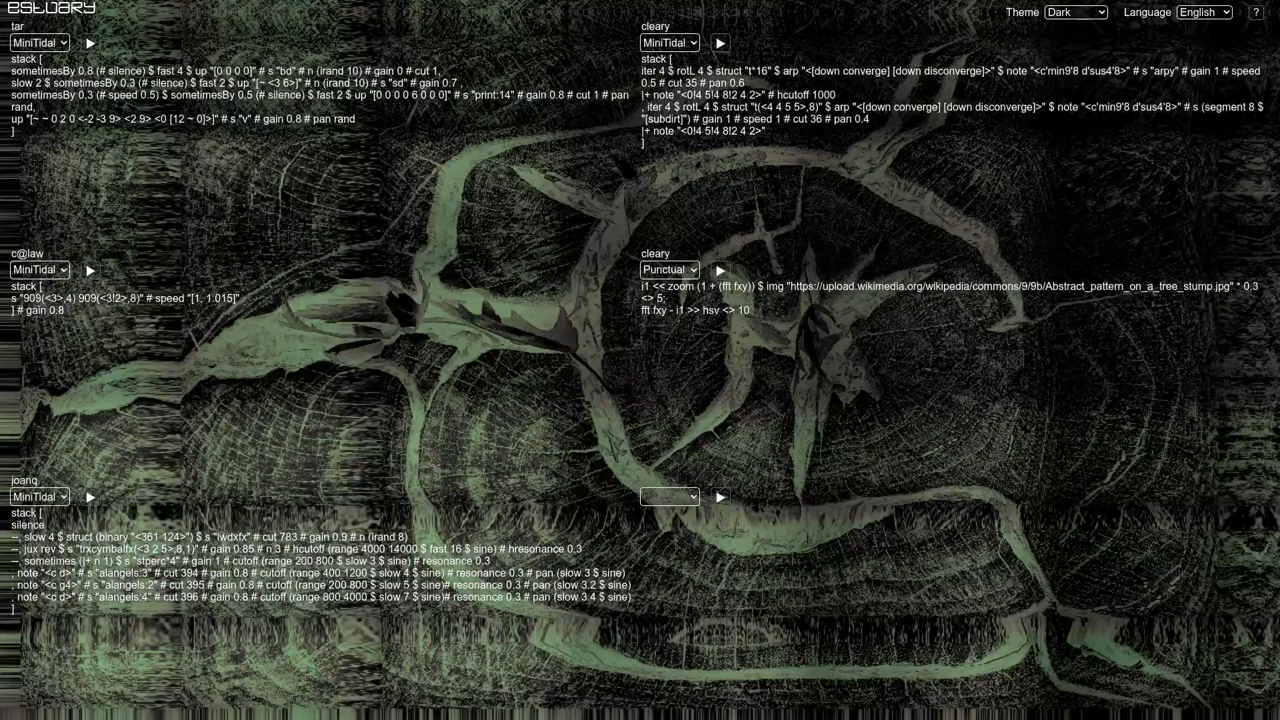 estuary
Theme Dark Language English ?
tar
MiniTidal
stack [
sometimesBy 0.8 (# silence) $ fast 4 $ up "[0 0 0 0]" # s "bd" # n (irand 10) # gain 0 # cut 1,
slow 2 $ sometimesBy 0.3 (# silence) $ fast 2 $ up "[~ <3 6>]" # n (irand 10) # s "sd" # gain 0.7 ,
sometimesBy 0.3 (# speed 0.5) $ sometimesBy 0.5 (# silence) $ fast 2 $ up "[0 0 0 0 6 0 0 0]" # s "print:14" # gain 0.8 # cut 1 # pan
rand,
up "[~ ~ 0 2 0 <-2 -3 9> <2 9> <0 [12 ~ 0]>]" # s "v" # gain 0.8 # pan rand
]
cleary
MiniTidal
stack [
iter 4 $ rotL 4 $ struct "t*16" $ arp "<[down converge] [down disconverge]>" $ note "<c'min9'8 d'sus4'8>" # s "arpy" # gain 1 # speed
0.5 # cut 35 # pan 0.6
|+ note "<0!4 5!4 8!2 4 2>" # hcutoff 1000
, iter 4 $ rotL 4 $ struct "t(<4 4 5 5>,8)" $ arp "<[down converge] [down disconverge]>" $ note "<c'min9'8 d'sus4'8>" # s (segment 8 $
"[subdirt]") # gain 1 # speed 1 # cut 36 # pan 0.4
|+ note "<0!4 5!4 8!2 4 2>"
]
c@law
MiniTidal
stack [
s "909(<3>,4) 909(<3!2>,8)" # speed "[1, 1.015]"
] # gain 0.8
cleary
Punctual
i1 << zoom (1 + (fft fxy)) $ img "https://upload.wikimedia.org/wikipedia/commons/9/9b/Abstract_pattern_on_a_tree_stump.jpg" * 0.3
<> 5;
fft fxy - i1 >> hsv <> 10
joanq
MiniTidal
stack [
silence
--, slow 4 $ struct (binary "<361 124>") $ s "lwdxfx" # cut 783 # gain 0.9 # n (irand 8)
--, jux rev $ s "trxcymbalfx(<3 2 5>,8,1)" # gain 0.85 # n 3 # hcutoff (range 4000 14000 $ fast 16 $ sine) # hresonance 0.3
--, sometimes (|+ n 1) $ s "stperc*4" # gain 1 # cutoff (range 200 800 $ slow 3 $ sine) # resonance 0.3
, note "<c d>" # s "alangels:3" # cut 394 # gain 0.8 # cutoff (range 400 1200 $ slow 4 $ sine) # resonance 0.3 # pan (slow 3 $ sine)
, note "<c g4>" # s "alangels:2" # cut 395 # gain 0.8 # cutoff (range 200 800 $ slow 5 $ sine)# resonance 0.3 # pan (slow 3.2 $ sine)
, note "<c d>" # s "alangels:4" # cut 396 # gain 0.8 # cutoff (range 800 4000 $ slow 7 $ sine)# resonance 0.3 # pan (slow 3.4 $ sine)
]